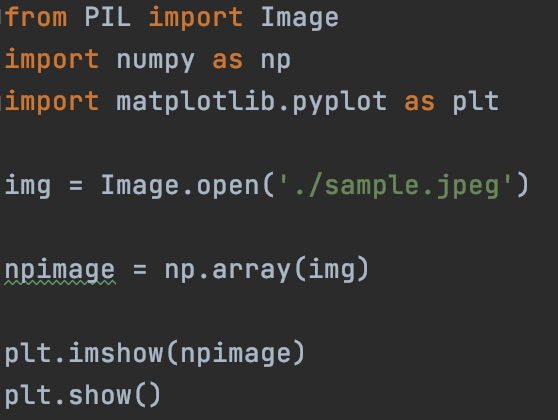 from PIL import Image
import numpy as np
import matplotlib.pyplot as plt
img = Image.open('./sample.jpeg')
npimage = np.array(img)
plt.imshow(npimage)
plt.show()